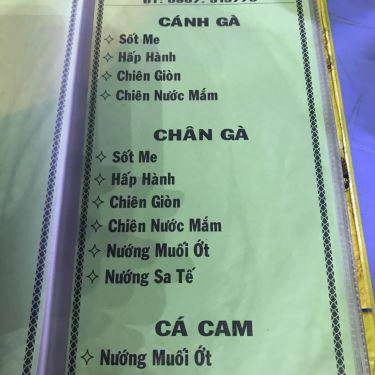 CÁNH GÀ
Sốt Me
Hấp Hành
Chiên Giòn
Chiên Nước Mắm
CHÂN GÀ
Sốt Me
Hấp Hành
Chiên Giòn
Chiên Nước Mắm
Nướng Muối Ớt
Nướng Sa Tế
CÁ CAM
Nướng Muối Ớt